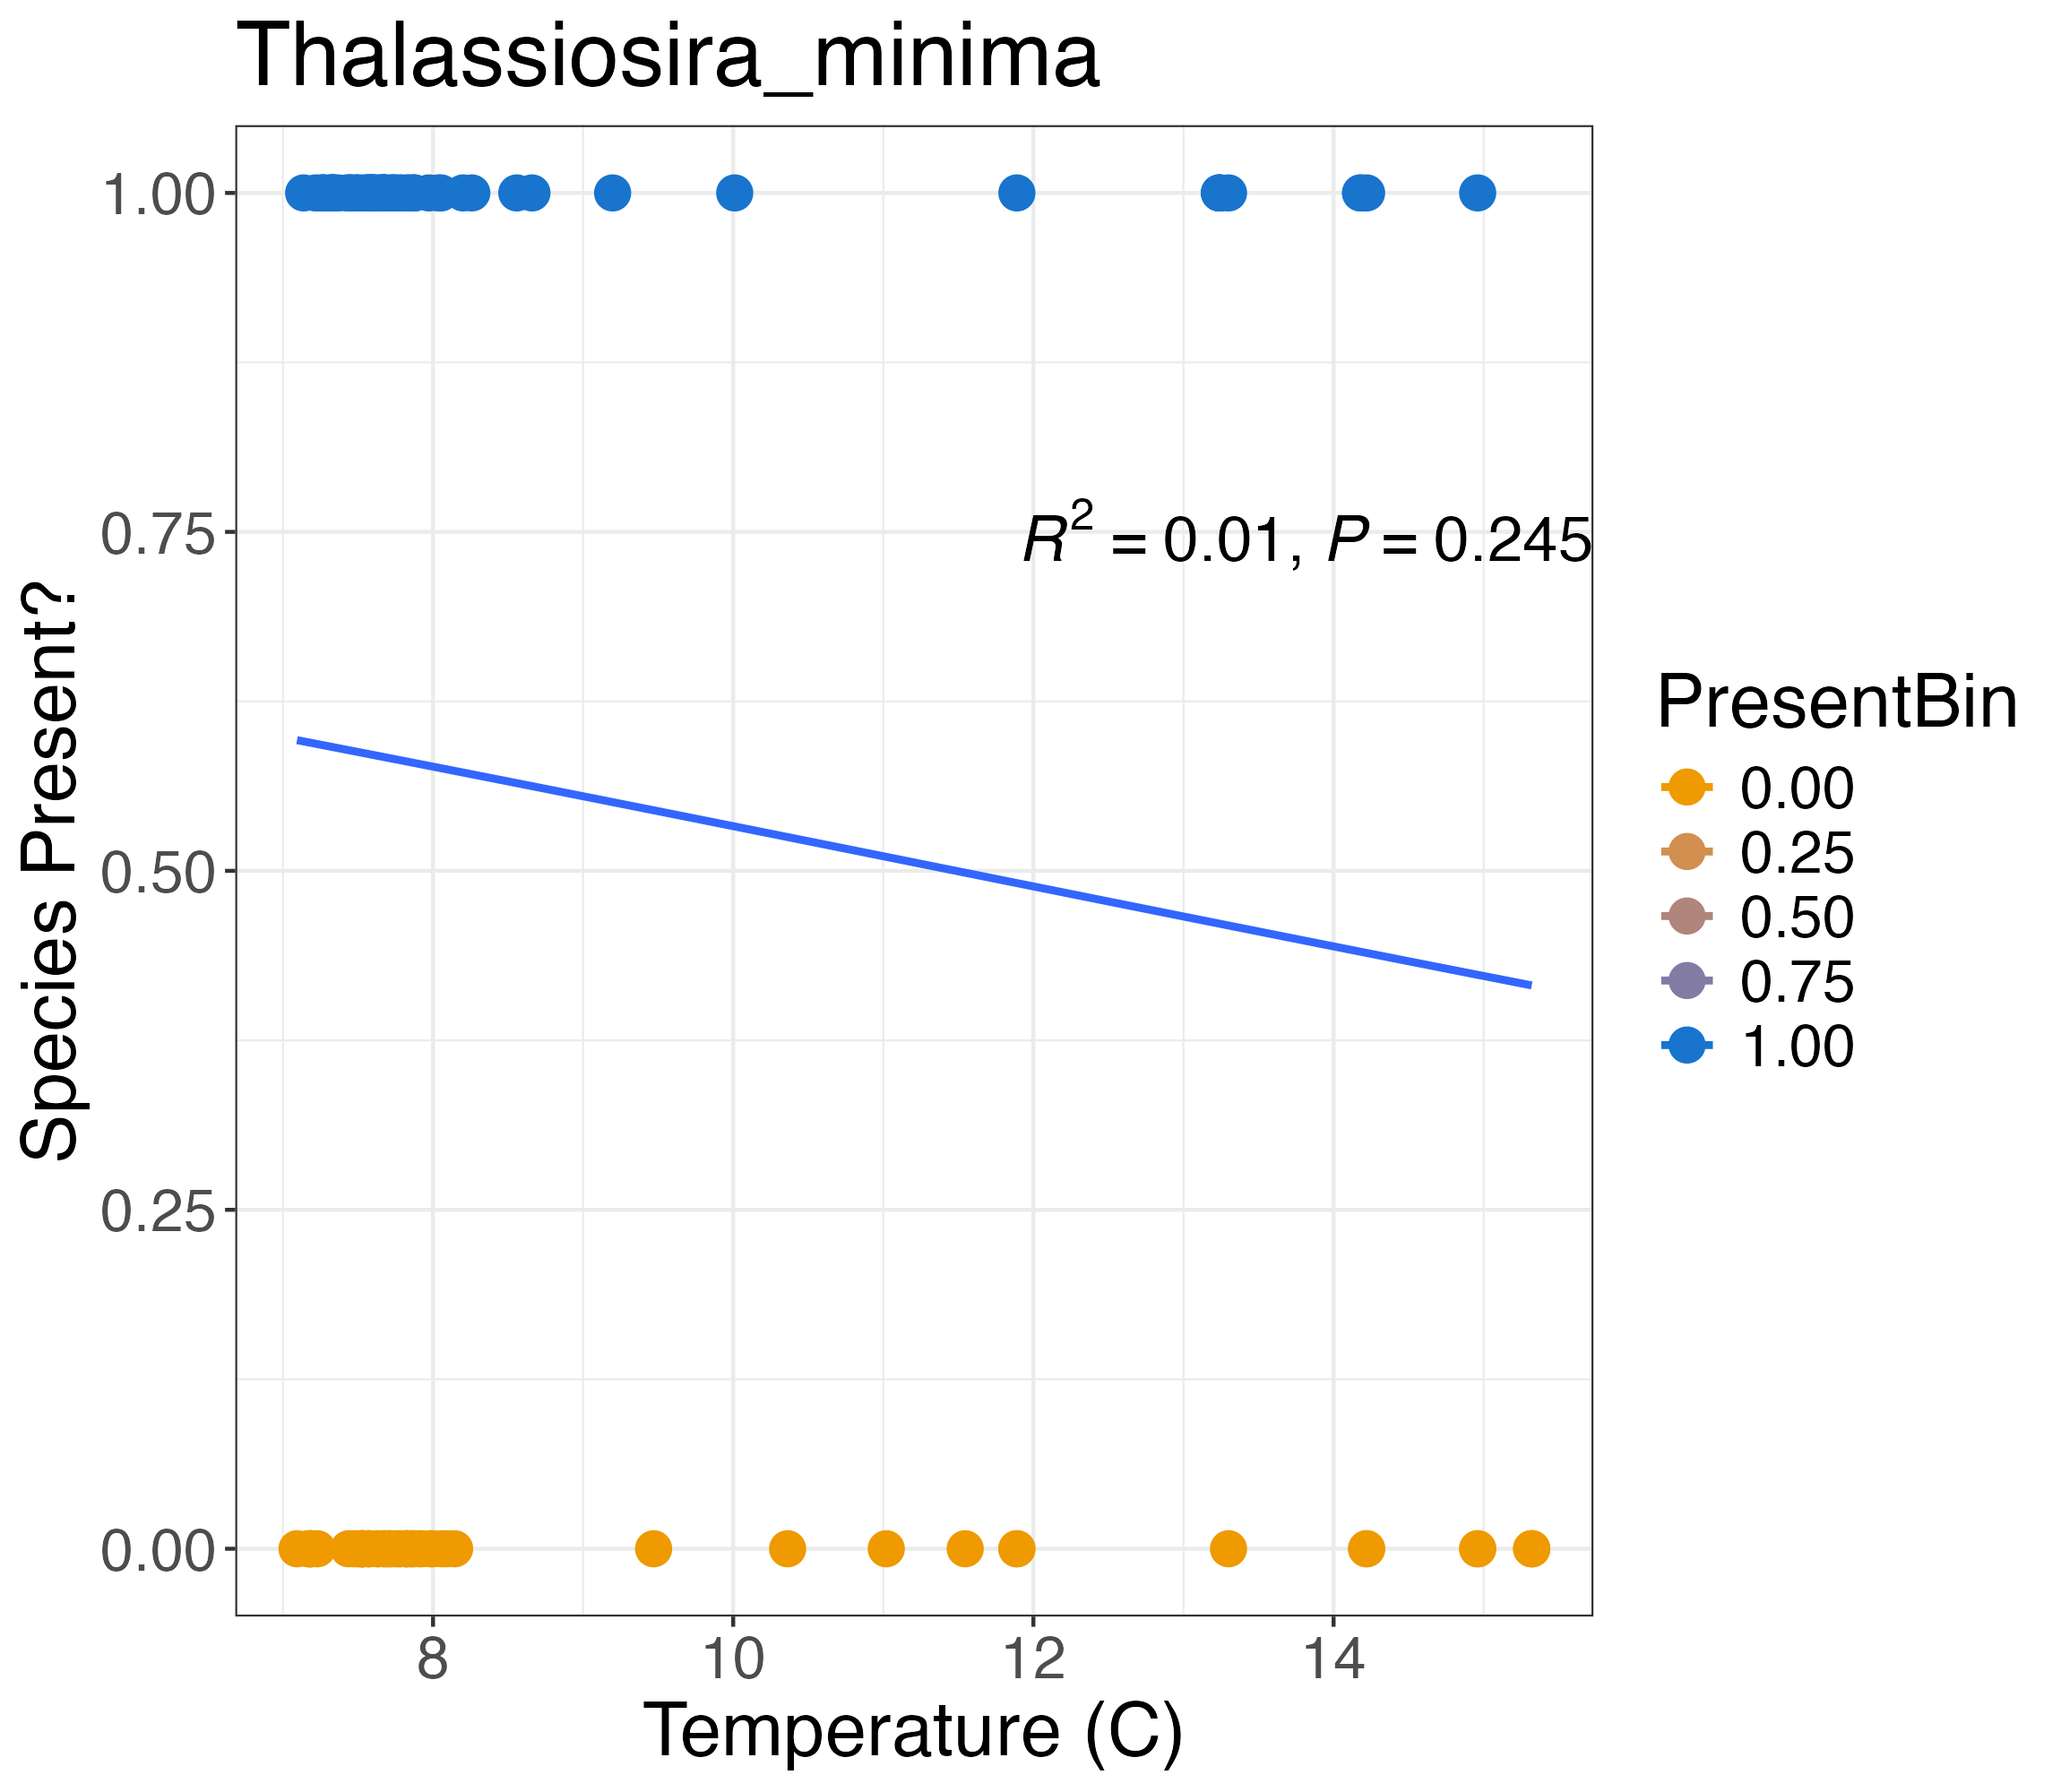 Thalassiosira_minima
1.00
0.75
0.50
0.25
0.00
Species Present?
R² = 0.01, P = 0.245
8 10 12 14
Temperature (C)
PresentBin
0.00
0.25
0.50
0.75
1.00